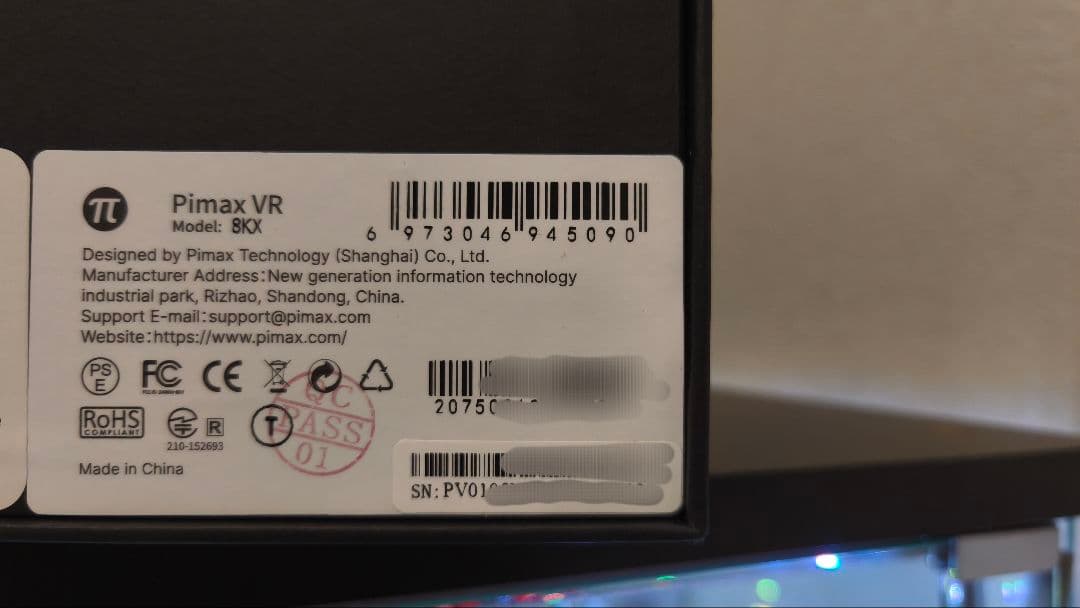 π
Pimax VR
Model: 8KX
6 973046 945090
Designed by Pimax Technology (Shanghai) Co., Ltd.
Manufacturer Address:New generation information technology
industrial park, Rizhao, Shandong, China.
Support E-mail:support@pimax.com
Website:https://www.pimax.com/
PS
E
FC
CE
20750
QC
PASS
01
RoHS
COMPLIANT
R
210-152693
T
Made in China
SN:PV010